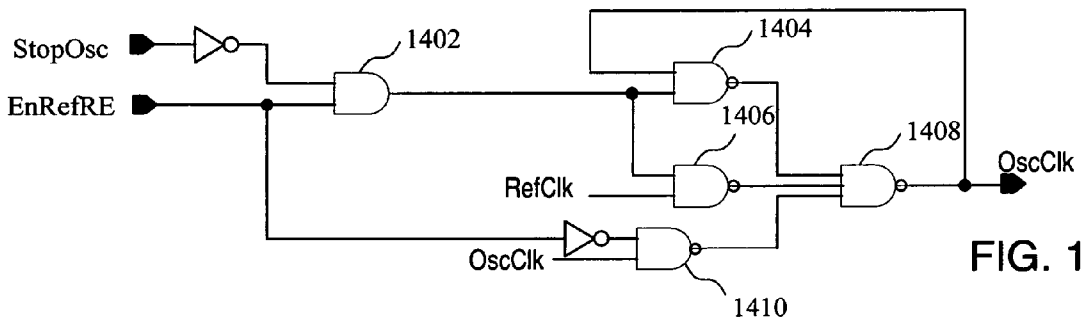 StopOsc
1402
1404
EnRefRE
1406
1408
RefClk
OscClk
OscClk
1410
FIG. 1